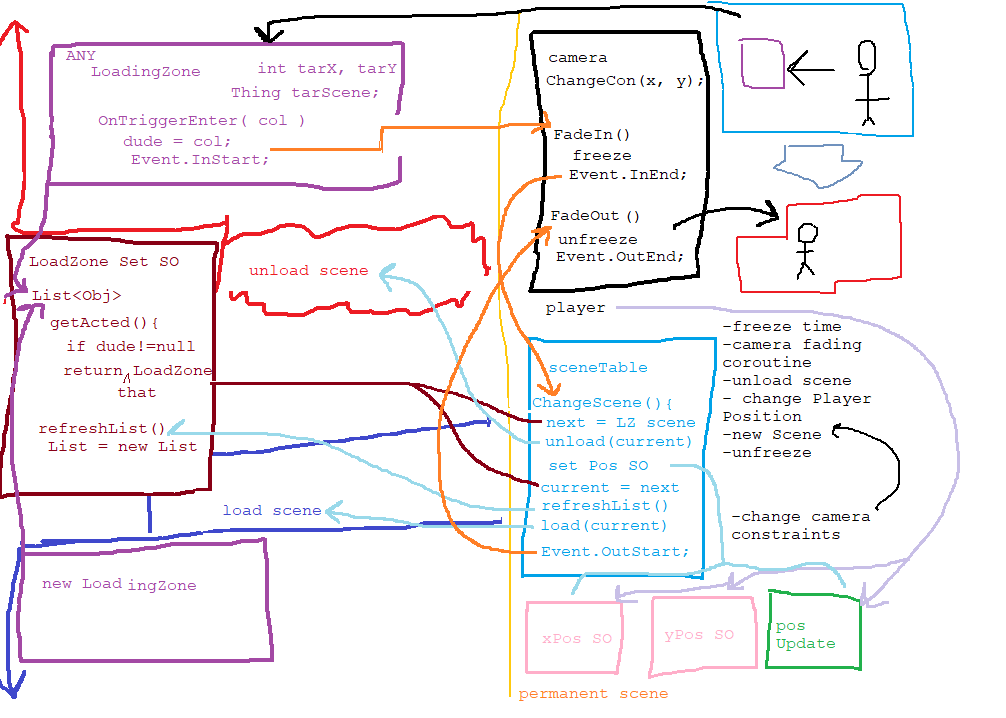 ANY
LoadingZone
int tarX, tarY
Thing tarScene;
OnTriggerEnter( col )
dude = col;
Event.InStart;
camera
ChangeCon(x, y);
FadeIn()
freeze
Event.InEnd;
FadeOut()
unfreeze
Event.OutEnd;
LoadZone Set SO
List<Obj>
getActed(){
if dude!=null
return LoadZone
that
refreshList()
List = new List
unload scene
load scene
new LoadingZone
player
sceneTable
ChangeScene(){
next = LZ scene
unload(current)
set Pos SO
current = next
refreshList()
load(current)
Event.OutStart;
-freeze time
-camera fading
coroutine
-unload scene
- change Player
Position
-new Scene
-unfreeze
-change camera
constraints
xPos SO
yPos SO
pos
Update
permanent scene